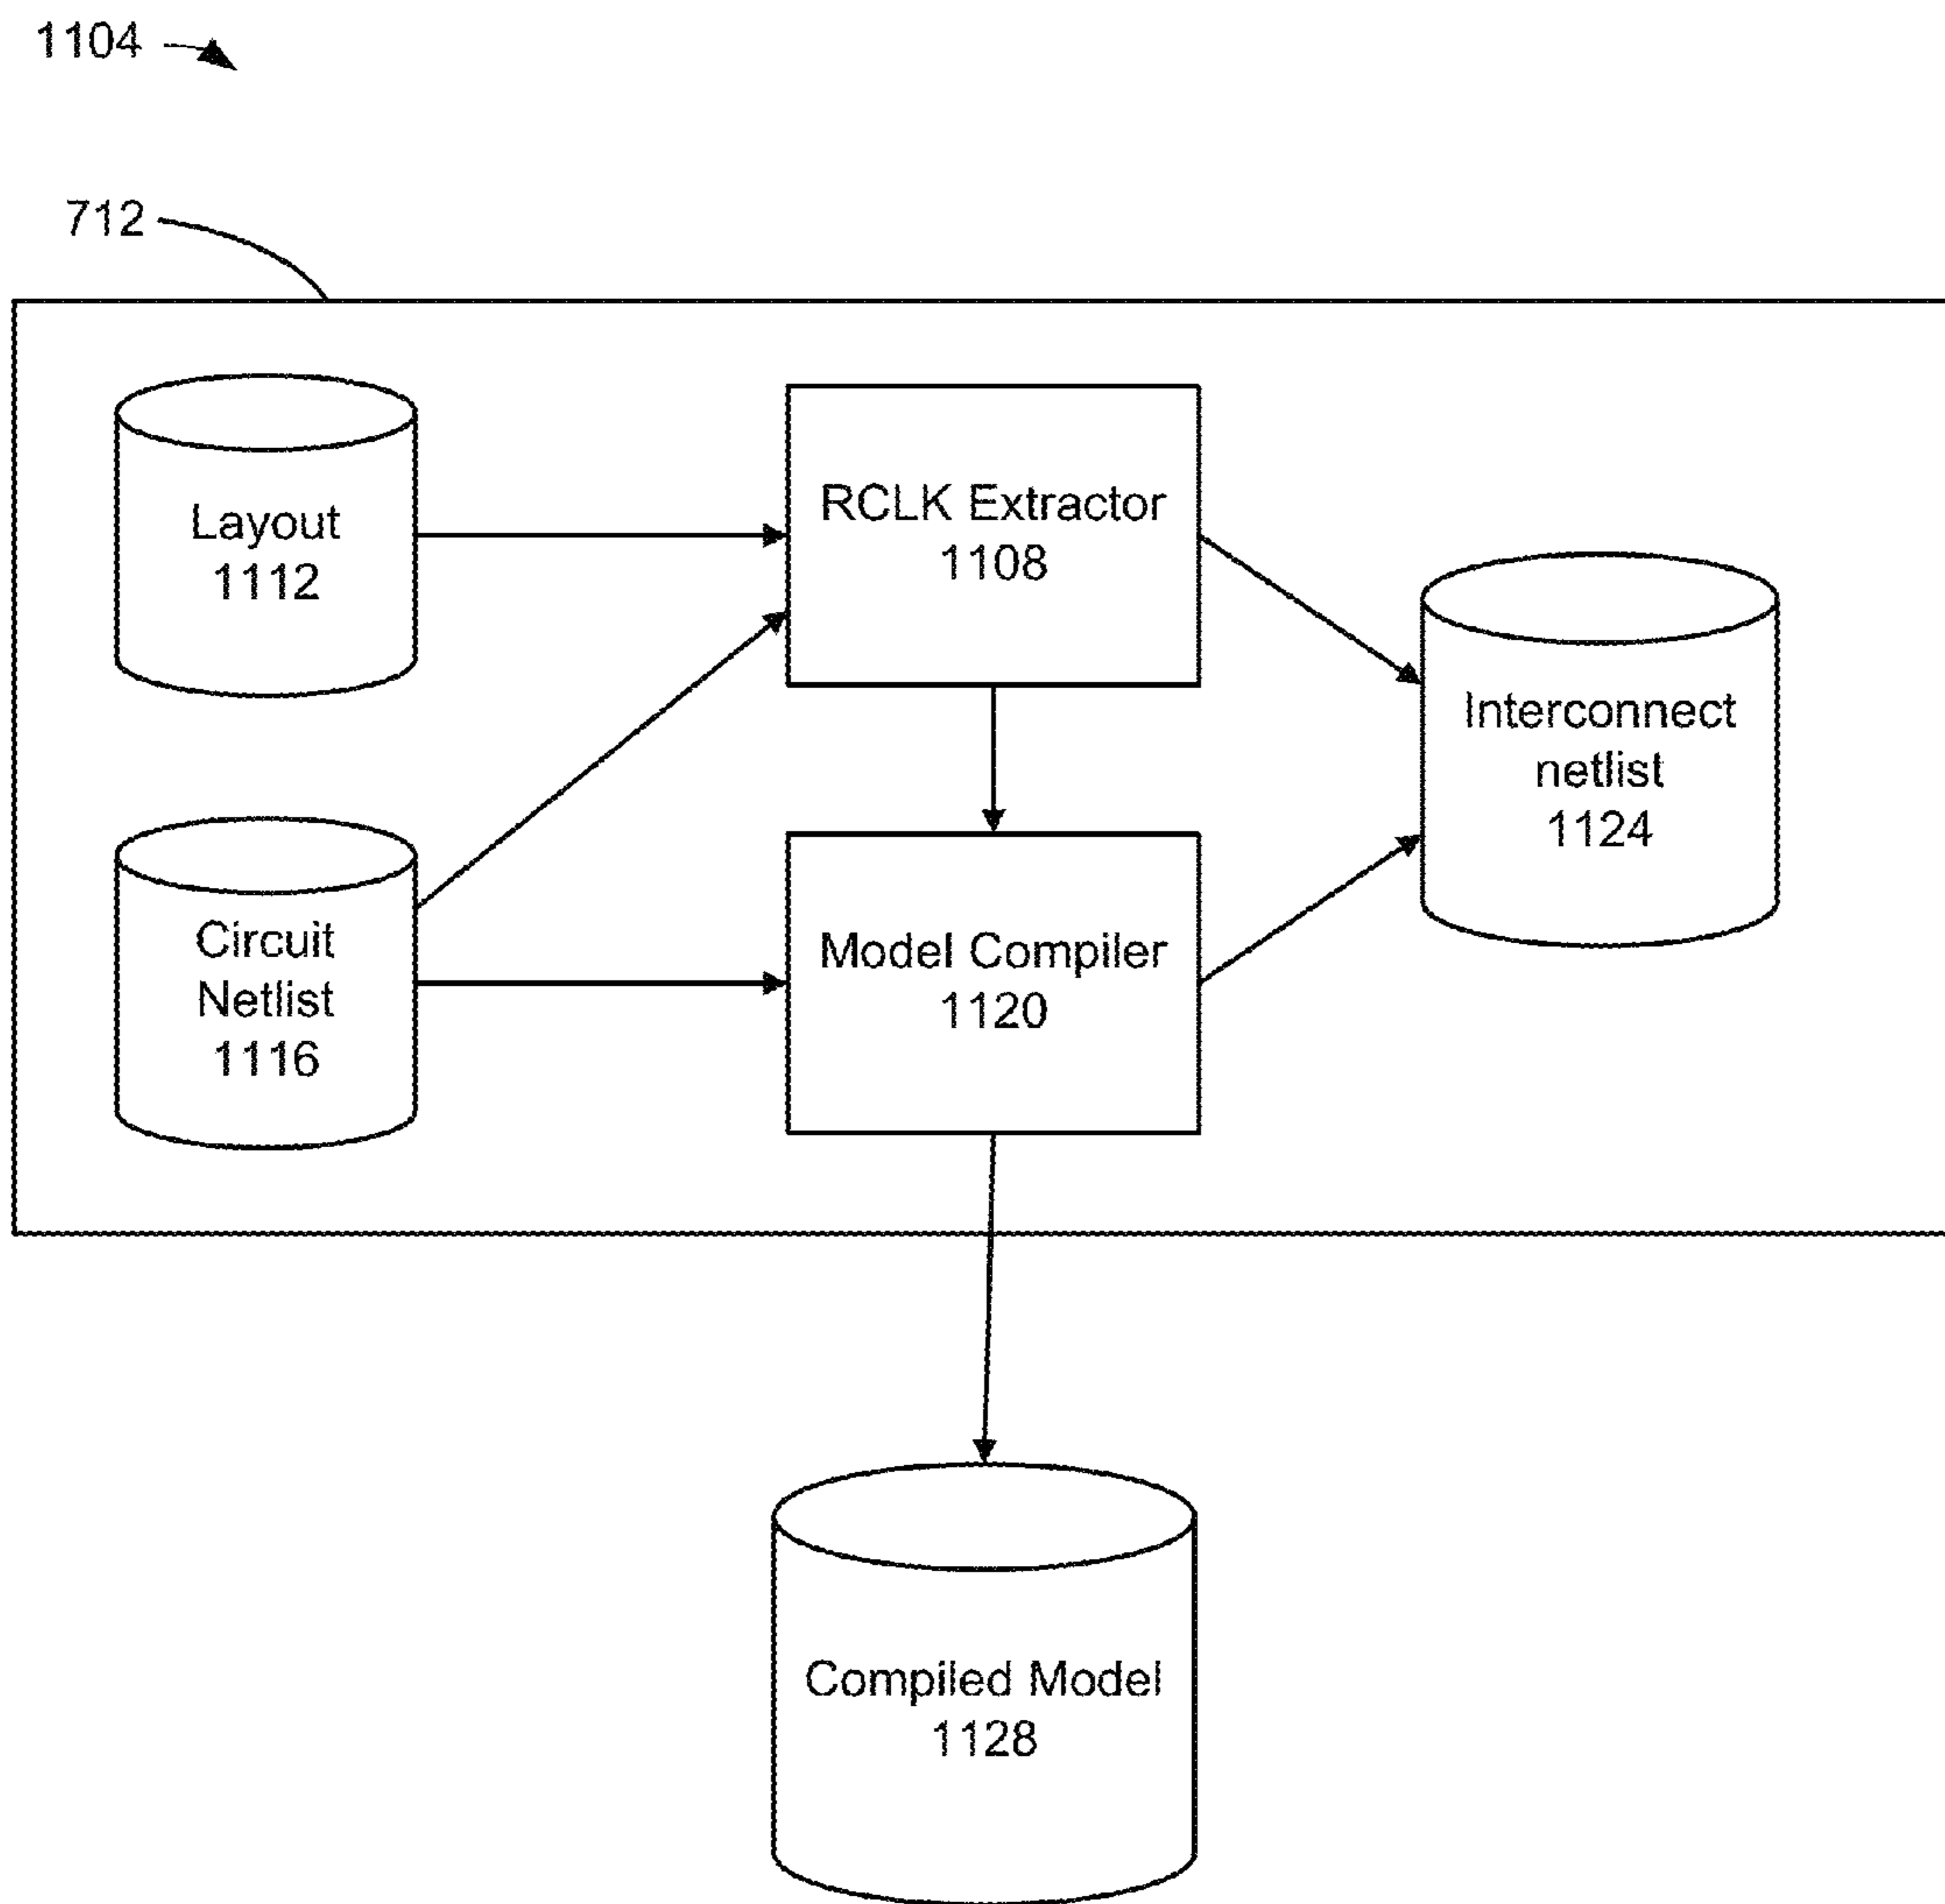 1104
712
Layout
1112
RCLK Extractor
1108
Interconnect
netlist
1124
Circuit
Netlist
1116
Model Compiler
1120
Compiled Model
1128